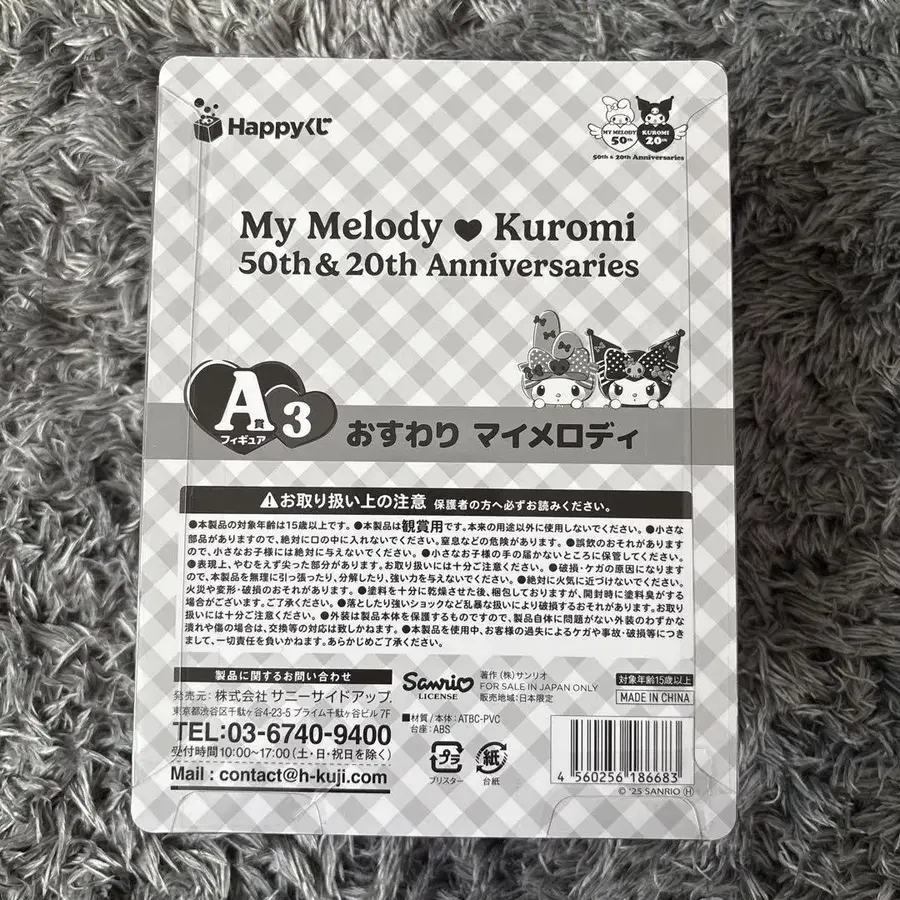 Happyくじ
MY MELODY 50th KUROMI 20th
50th & 20th Anniversaries
My Melody ♥ Kuromi
50th & 20th Anniversaries
A賞 フィギュア 3
おすわり マイメロディ
⚠お取り扱い上の注意 保護者の方へ必ずお読みください。
●本製品の対象年齢は15歳以上です。●本製品は観賞用です。本来の用途以外に使用しないでください。●小さな
部品がありますので、絶対に口の中に入れないでください。窒息などの危険があります。●誤飲のおそれがあります
ので、小さなお子様には絶対に与えないでください。●小さなお子様の手の届かないところに保管してください。
●表現上、やむをえず尖った部分があります。お取り扱いには十分ご注意ください。●破損・ケガの原因になります
ので、本製品を無理に引っ張ったり、分解したり、強い力を与えないでください。●絶対に火気に近づけないでください。
火災や変形・破損のおそれがあります。●塗料を十分に乾燥させた後、梱包しておりますが、開封時に塗料臭がする
場合がございます。ご了承ください。●落としたり強いショックなど乱暴な扱いにより破損するおそれがあります。お取り
扱いには十分ご注意ください。●外装は製品本体を保護するものですので、製品自体に問題がない外装のわずかな
潰れや傷の場合は、交換等の対応は致しかねます。●本製品を使用中、お客様の過失によるケガや事故・破損等につき
まして、一切責任を負いかねます。あらかじめご了承ください。
製品に関するお問い合わせ
発売元: 株式会社 サニーサイドアップ
東京都渋谷区千駄ヶ谷4-23-5 プライム千駄ヶ谷ビル 7F
TEL:03-6740-9400
受付時間10:00~17:00(土・日・祝日を除く)
Mail : contact@h-kuji.com
Sanrio LICENSE
著作(株)サンリオ
FOR SALE IN JAPAN ONLY
販売地域:日本限定
■材質/本体:ATBC-PVC
台座:ABS
プラ
ブリスター
紙
台紙
対象年齢15歳以上
MADE IN CHINA
4 560256 186683
© '25 SANRIO Ⓗ